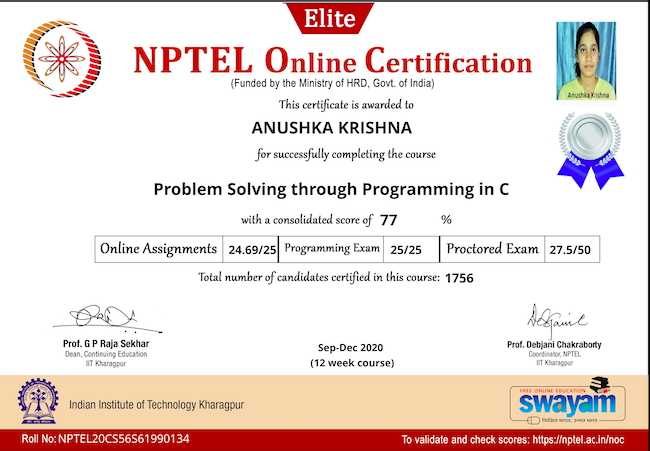 Elite
NPTEL Online Certification
(Funded by the Ministry of HRD, Govt. of India)
Anushka Krishna
This certificate is awarded to
ANUSHKA KRISHNA
for successfully completing the course
Problem Solving through Programming in C
with a consolidated score of 77 %
Online Assignments 24.69/25 Programming Exam 25/25 Proctored Exam 27.5/50
Total number of candidates certified in this course: 1756
Prof. G P Raja Sekhar
Dean, Continuing Education
IIT Kharagpur
Sep-Dec 2020
(12 week course)
Prof. Debjani Chakraborty
Coordinator, NPTEL
IIT Kharagpur
Indian Institute of Technology Kharagpur
FREE ONLINE EDUCATION
swayam
शिक्षित भारत, उन्नत भारत
Roll No: NPTEL20CS56S61990134
To validate and check scores: https://nptel.ac.in/noc